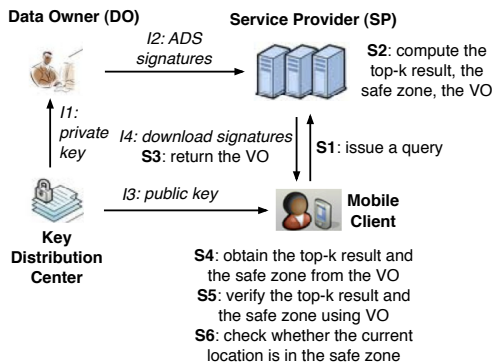 Data Owner (DO)
Service Provider (SP)
I2: ADS
signatures
S2: compute the
top-k result, the
safe zone, the VO
I1:
private
key
I4: download signatures
S3: return the VO
S1: issue a query
I3: public key
Key
Distribution
Center
Mobile
Client
S4: obtain the top-k result and
the safe zone from the VO
S5: verify the top-k result and
the safe zone using VO
S6: check whether the current
location is in the safe zone